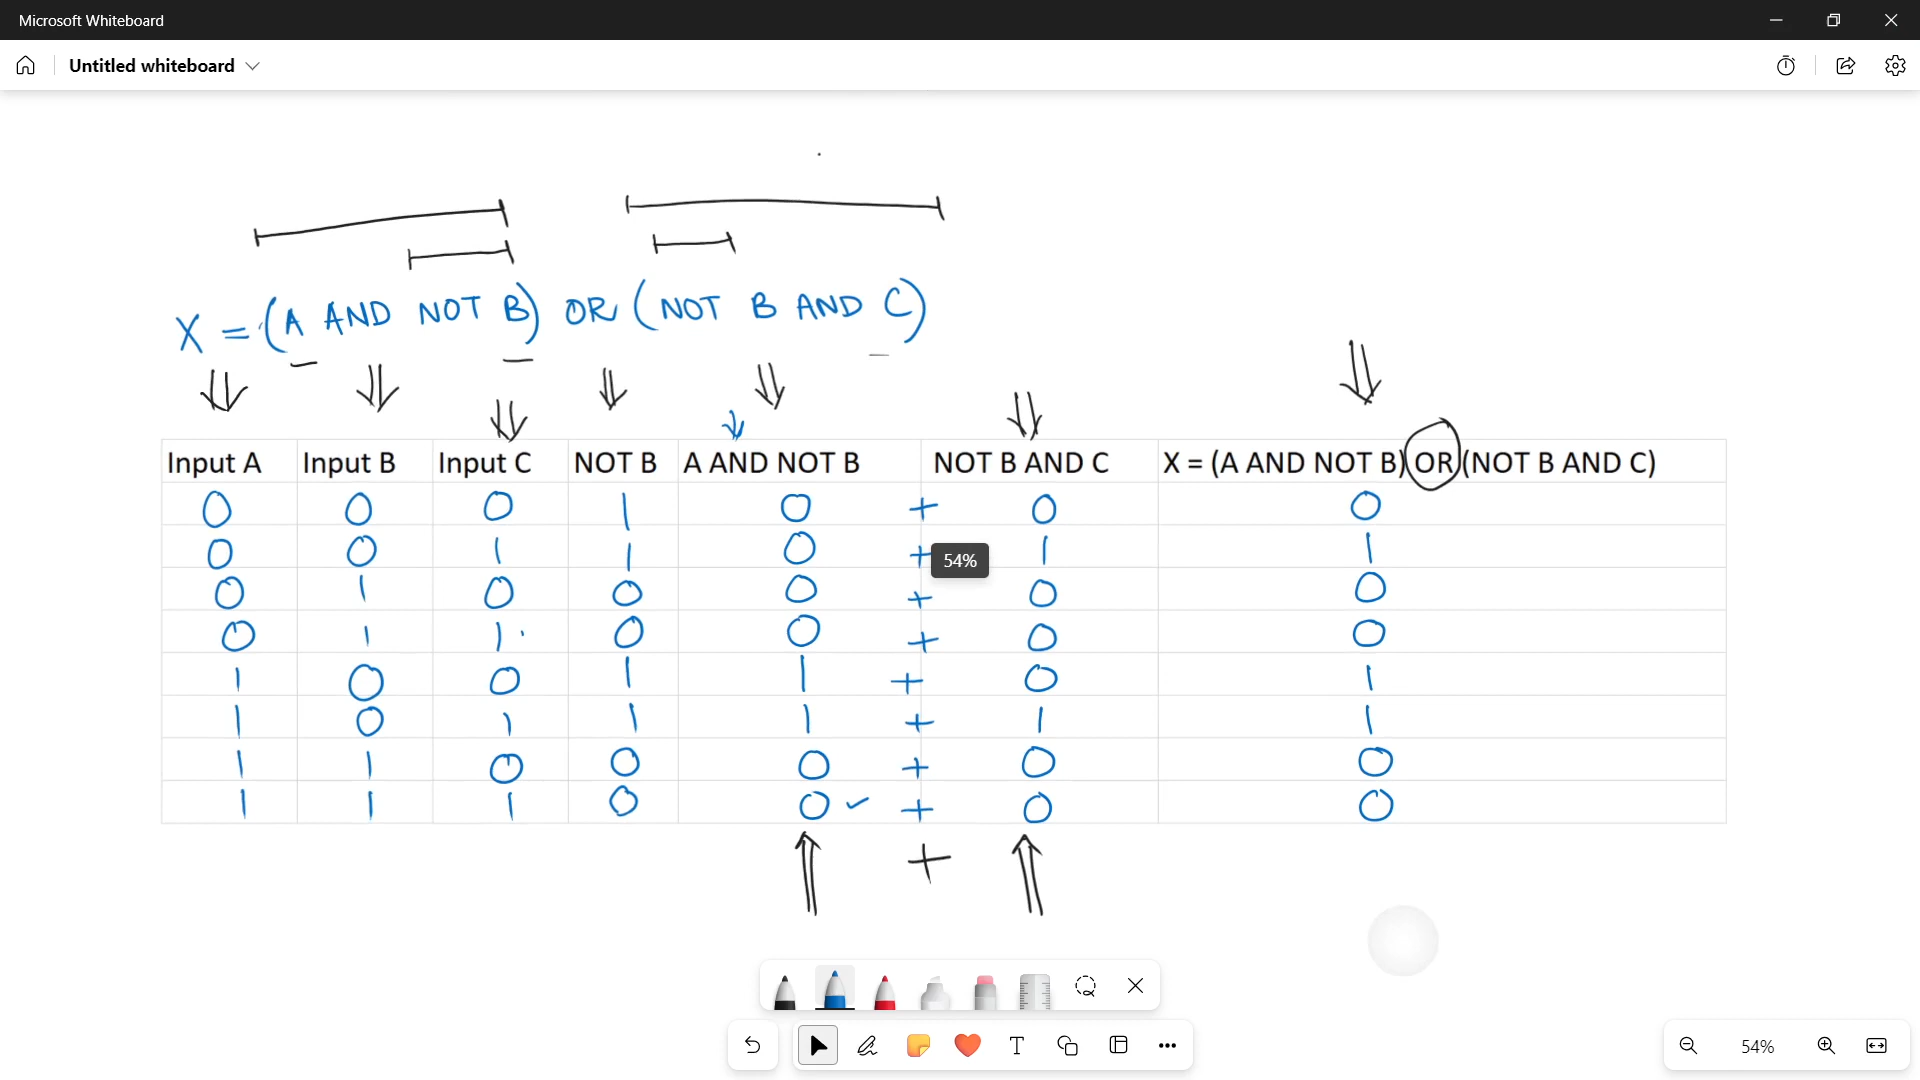 Microsoft Whiteboard
Untitled whiteboard
X = (A AND NOT B) OR (NOT B AND C)
Input A Input B Input C NOT B A AND NOT B NOT B AND C X = (A AND NOT B) OR (NOT B AND C)
0 0 0 1 0 + 0 0
0 0 1 1 0 + 1 1
54%
0 1 0 0 0 + 0 0
0 1 1 0 0 + 0 0
1 0 0 1 1 + 0 1
1 0 1 1 1 + 1 1
1 1 0 0 0 + 0 0
1 1 1 0 0 ✓ + 0 0
+
54%